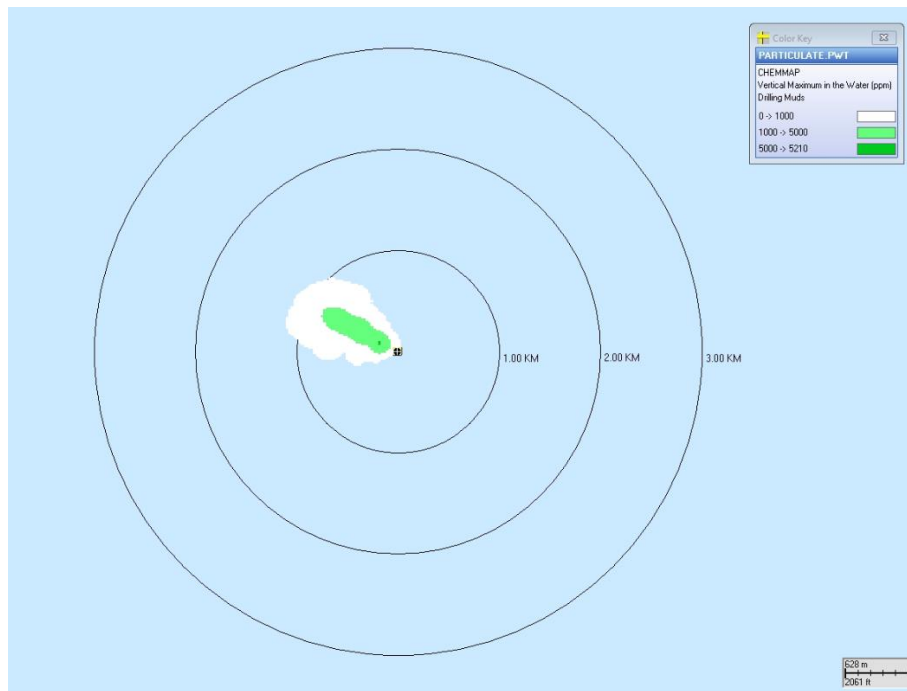 Color Key
PARTICULATE.PWT
CHEMMAP
Vertical Maximum in the Water (ppm)
Drilling Muds
0 -> 1000
1000 -> 5000
5000 -> 5210
1.00 KM
2.00 KM
3.00 KM
628 m
2061 ft